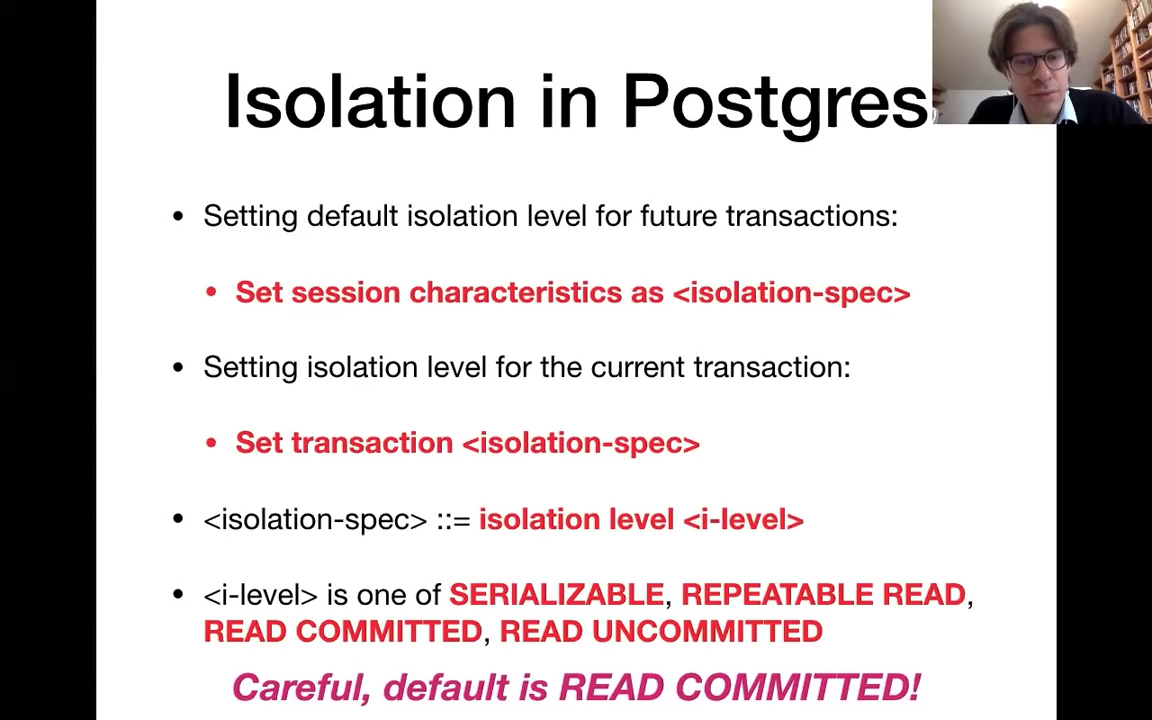 Isolation in Postgres
• Setting default isolation level for future transactions:
• Set session characteristics as <isolation-spec>
• Setting isolation level for the current transaction:
• Set transaction <isolation-spec>
• <isolation-spec> ::= isolation level <i-level>
• <i-level> is one of SERIALIZABLE, REPEATABLE READ,
READ COMMITTED, READ UNCOMMITTED
Careful, default is READ COMMITTED!